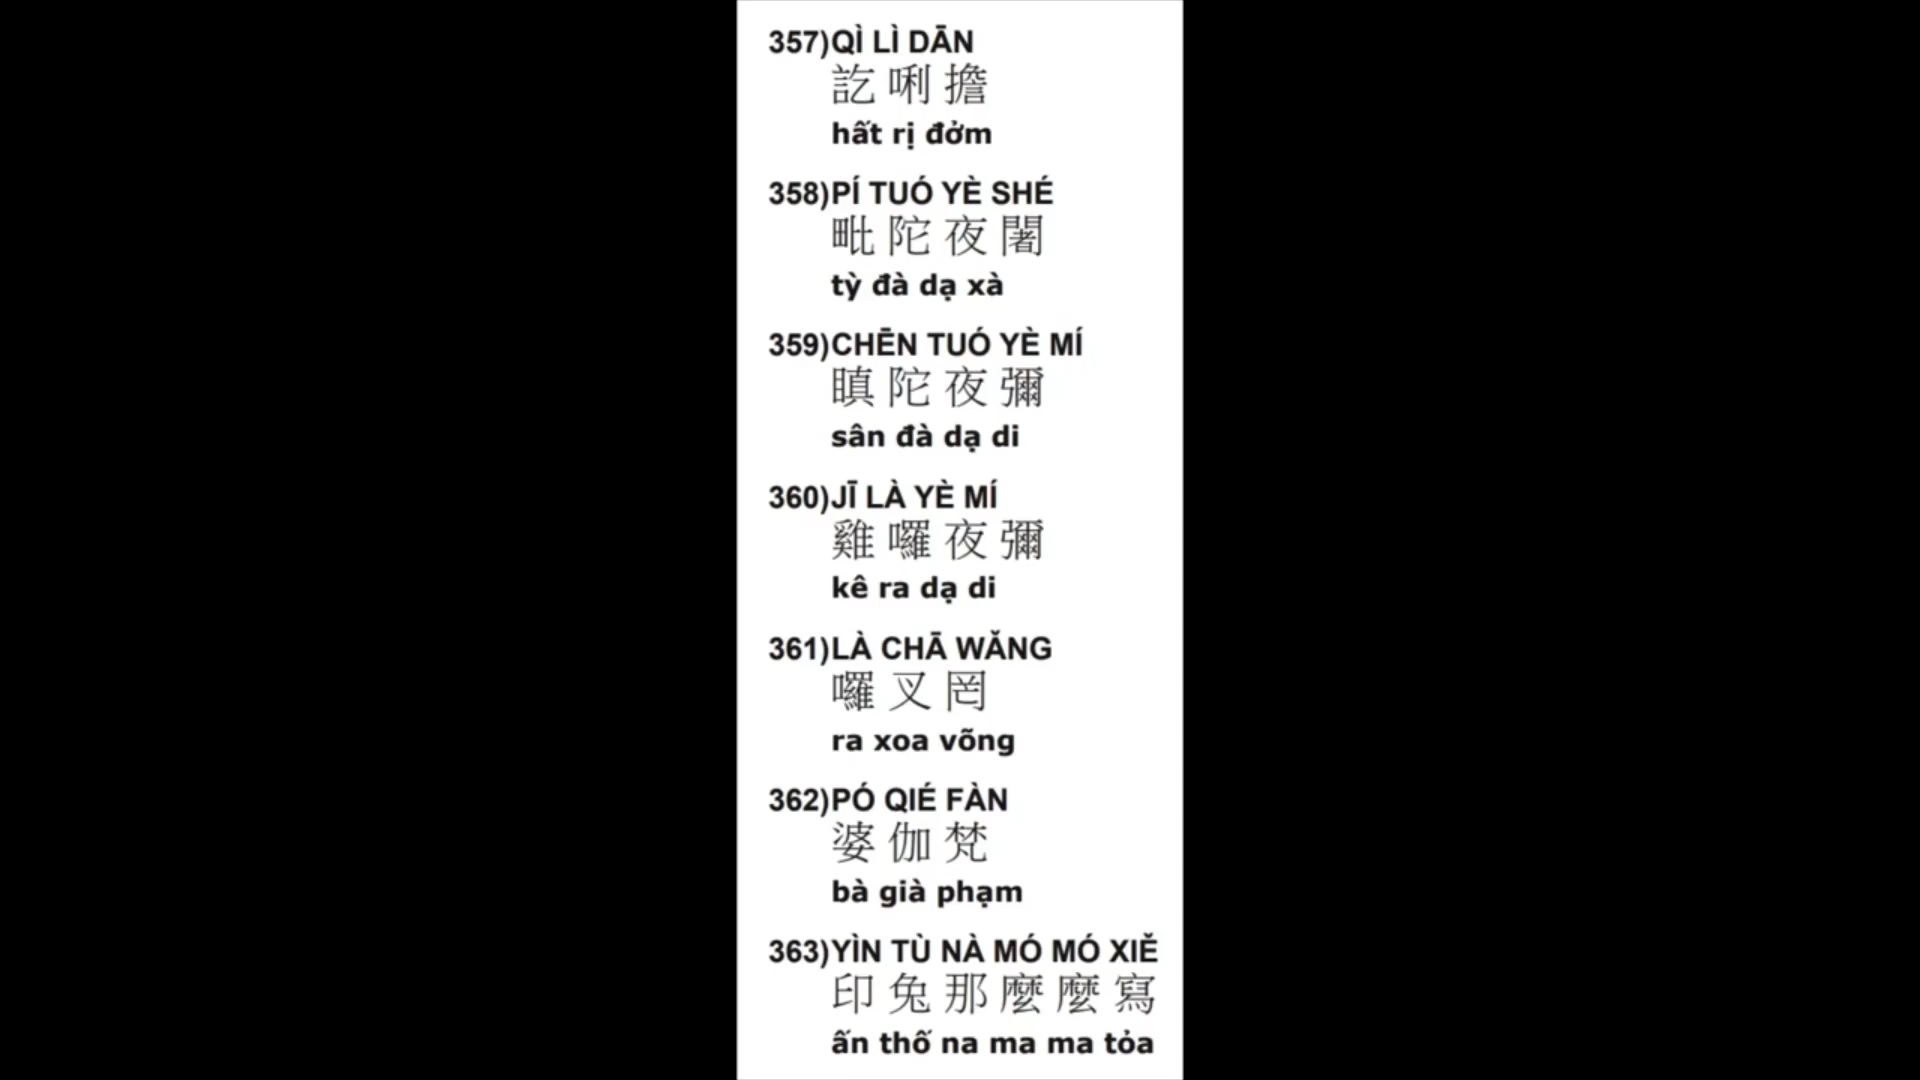 357)QÌ LÌ DĀN
訖 唎 擔
hất rị đởm
358)PÍ TUÓ YÈ SHÉ
毗 陀 夜 闍
tỳ đà dạ xà
359)CHĒN TUÓ YÈ MÍ
瞋 陀 夜 彌
sân đà dạ di
360)JĪ LÀ YÈ MÍ
雞 囉 夜 彌
kê ra dạ di
361)LÀ CHĀ WǍNG
囉 叉 罔
ra xoa võng
362)PÓ QIÉ FÀN
婆 伽 梵
bà già phạm
363)YÌN TÙ NÀ MÓ MÓ XIĚ
印 兔 那 麼 麼 寫
ấn thố na ma ma tỏa